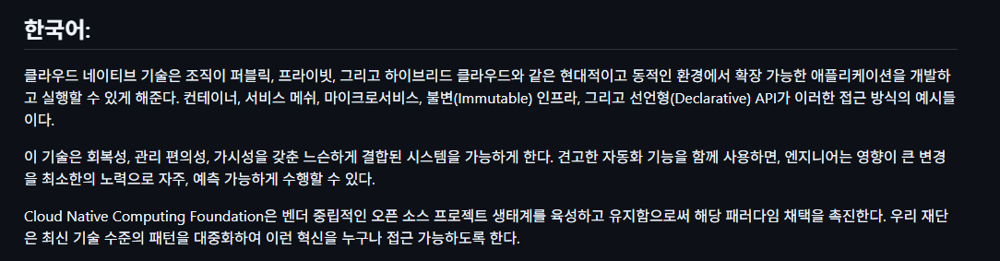 한국어:
클라우드 네이티브 기술은 조직이 퍼블릭, 프라이빗, 그리고 하이브리드 클라우드와 같은 현대적이고 동적인 환경에서 확장 가능한 애플리케이션을 개발하
고 실행할 수 있게 해준다. 컨테이너, 서비스 메쉬, 마이크로서비스, 불변(Immutable) 인프라, 그리고 선언형(Declarative) API가 이러한 접근 방식의 예시들
이다.
이 기술은 회복성, 관리 편의성, 가시성을 갖춘 느슨하게 결합된 시스템을 가능하게 한다. 견고한 자동화 기능을 함께 사용하면, 엔지니어는 영향이 큰 변경
을 최소한의 노력으로 자주, 예측 가능하게 수행할 수 있다.
Cloud Native Computing Foundation은 벤더 중립적인 오픈 소스 프로젝트 생태계를 육성하고 유지함으로써 해당 패러다임 채택을 촉진한다. 우리 재단
은 최신 기술 수준의 패턴을 대중화하여 이런 혁신을 누구나 접근 가능하도록 한다.